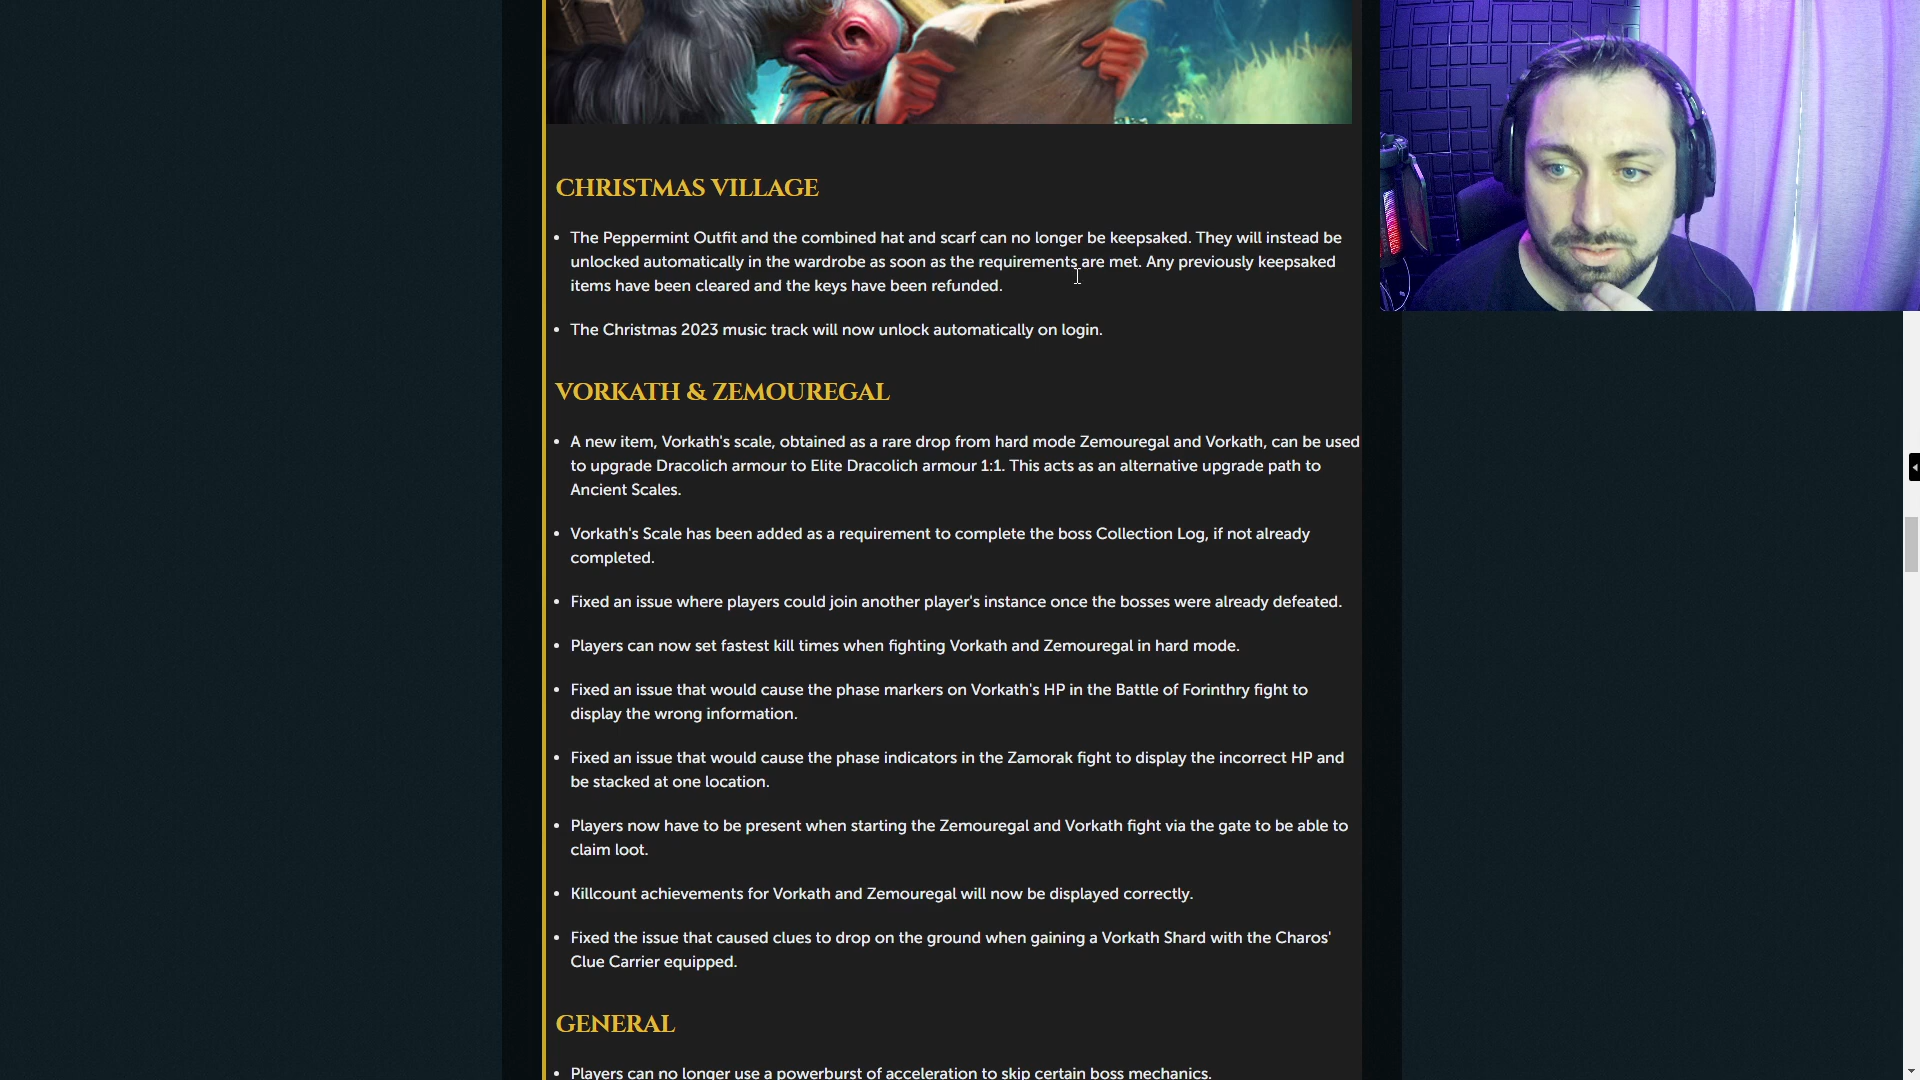 CHRISTMAS VILLAGE
• The Peppermint Outfit and the combined hat and scarf can no longer be keepsaked. They will instead be
unlocked automatically in the wardrobe as soon as the requirements are met. Any previously keepsaked
items have been cleared and the keys have been refunded.
• The Christmas 2023 music track will now unlock automatically on login.
VORKATH & ZEMOUREGAL
• A new item, Vorkath's scale, obtained as a rare drop from hard mode Zemouregal and Vorkath, can be used
to upgrade Dracolich armour to Elite Dracolich armour 1:1. This acts as an alternative upgrade path to
Ancient Scales.
• Vorkath's Scale has been added as a requirement to complete the boss Collection Log, if not already
completed.
• Fixed an issue where players could join another player's instance once the bosses were already defeated.
• Players can now set fastest kill times when fighting Vorkath and Zemouregal in hard mode.
• Fixed an issue that would cause the phase markers on Vorkath's HP in the Battle of Forinthry fight to
display the wrong information.
• Fixed an issue that would cause the phase indicators in the Zamorak fight to display the incorrect HP and
be stacked at one location.
• Players now have to be present when starting the Zemouregal and Vorkath fight via the gate to be able to
claim loot.
• Killcount achievements for Vorkath and Zemouregal will now be displayed correctly.
• Fixed the issue that caused clues to drop on the ground when gaining a Vorkath Shard with the Charos'
Clue Carrier equipped.
GENERAL
• Players can no longer use a powerburst of acceleration to skip certain boss mechanics.